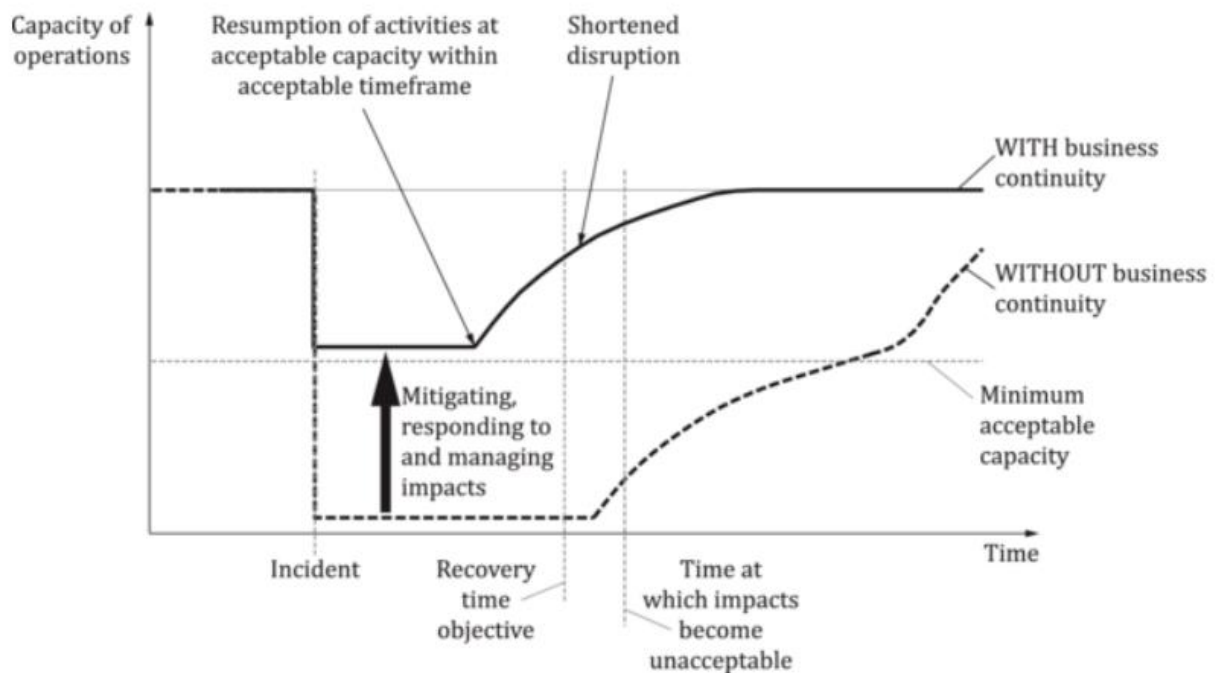 Capacity of
operations
Resumption of activities at
acceptable capacity within
acceptable timeframe
Shortened
disruption
WITH business
continuity
WITHOUT business
continuity
Mitigating,
responding to
and managing
impacts
Minimum
acceptable
capacity
Time
Incident
Recovery
time
objective
Time at
which impacts
become
unacceptable